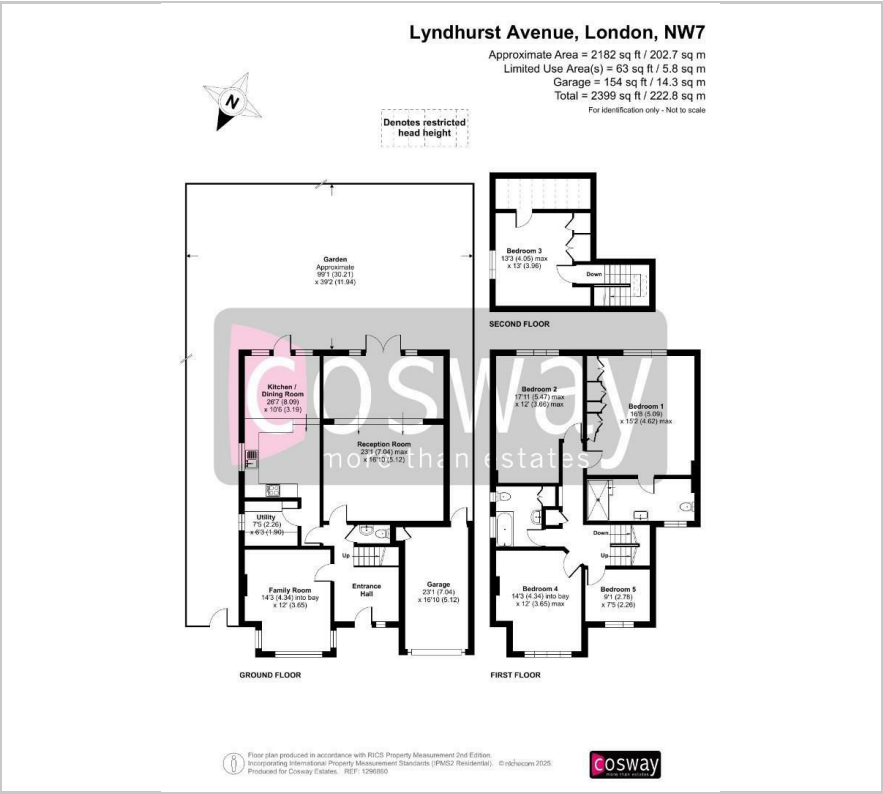 Lyndhurst Avenue, London, NW7
Approximate Area = 2182 sq ft / 202.7 sq m
Limited Use Area(s) = 63 sq ft / 5.8 sq m
Garage = 154 sq ft / 14.3 sq m
Total = 2399 sq ft / 222.8 sq m
For identification only - Not to scale
N
Denotes restricted
head height
Garden
Approximate
99'1 (30.21)
x 39'2 (11.94)
Bedroom 3
13'3 (4.05) max
x 13' (3.96)
Down
SECOND FLOOR
cosway
more than estates
Kitchen /
Dining Room
26'7 (8.09)
x 10'6 (3.19)
Reception Room
23'1 (7.04) max
x 16'10 (5.12)
Utility
7'5 (2.26)
x 6'3 (1.90)
Up
Family Room
14'3 (4.34) into bay
x 12' (3.65)
Entrance
Hall
Garage
23'1 (7.04)
x 16'10 (5.12)
GROUND FLOOR
Bedroom 2
17'11 (5.47) max
x 12' (3.66) max
Bedroom 1
16'8 (5.09)
x 15'2 (4.62) max
Down
Up
Bedroom 4
14'3 (4.34) into bay
x 12' (3.65) max
Bedroom 5
9'1 (2.78)
x 7'5 (2.26)
FIRST FLOOR
Floor plan produced in accordance with RICS Property Measurement 2nd Edition,
Incorporating International Property Measurement Standards (IPMS2 Residential). © nichecom 2025.
Produced for Cosway Estates. REF: 1296860
cosway
more than estates